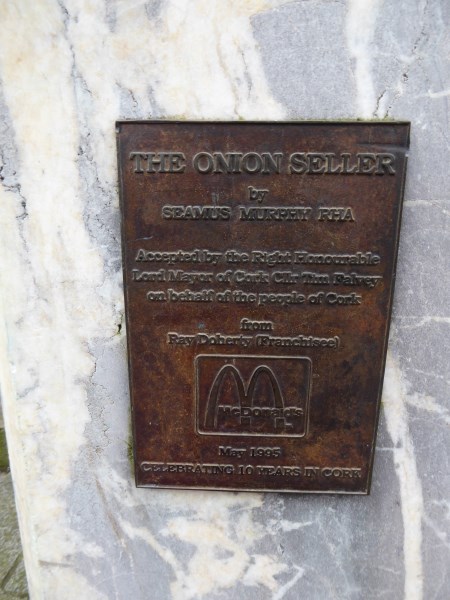 THE ONION SELLER
by
SEAMUS MURPHY RHA
Accepted by the Right Honourable
Lord Mayor of Cork Cllr Tim Falvey
on behalf of the people of Cork
from
Ray Doherty (Franchisee)
McDonald's
May 1995
CELEBRATING 10 YEARS IN CORK